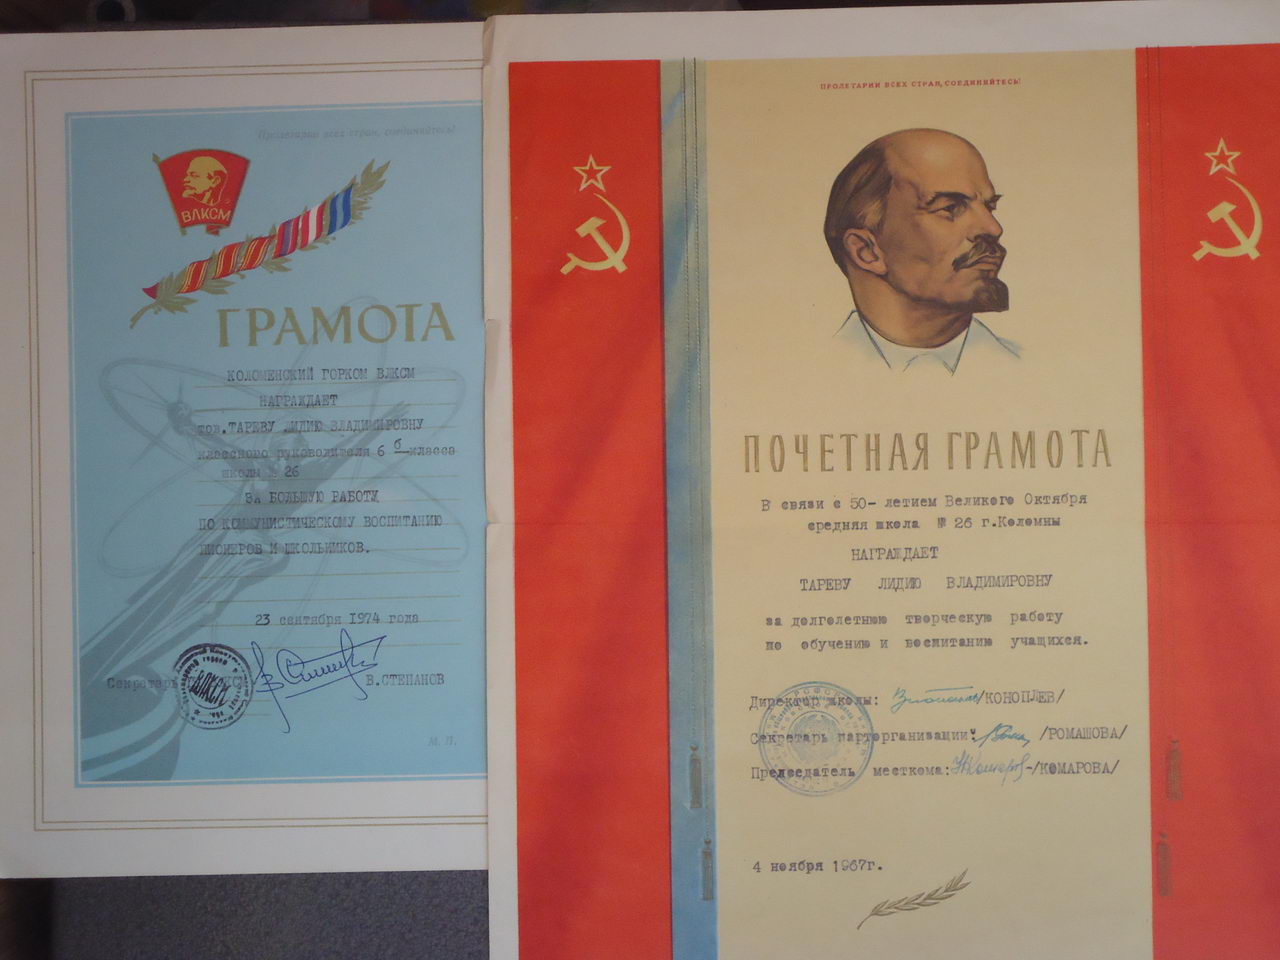 Пролетарии всех стран, соединяйтесь!
ВЛКСМ
ГРАМОТА
КОЛОМЕНСКИЙ ГОРКОМ ВЛКСМ
НАГРАЖДАЕТ
тов. ТАРЕВУ ЛИДИЮ ВЛАДИМИРОВНУ
классного руководителя 6 б класса
школы № 26
ЗА БОЛЬШУЮ РАБОТУ
ПО КОММУНИСТИЧЕСКОМУ ВОСПИТАНИЮ
ПИОНЕРОВ И ШКОЛЬНИКОВ.
23 сентября 1974 года
Секретарь
В.СТЕПАНОВ
ВЛКСМ
М. П.
ПРОЛЕТАРИИ ВСЕХ СТРАН, СОЕДИНЯЙТЕСЬ!
ПОЧЕТНАЯ ГРАМОТА
В связи с 50- летием Великого Октября
средняя школа № 26 г.Коломны
НАГРАЖДАЕТ
ТАРЕВУ ЛИДИЮ ВЛАДИМИРОВНУ
за долголетнюю творческую работу
по обучению и воспитанию учащихся.
Директор школы: /КОНОПЛЕВ/
Секретарь парторганизации: /РОМАШОВА/
Председатель месткома: -/КОМАРОВА/
4 ноября 1967г.